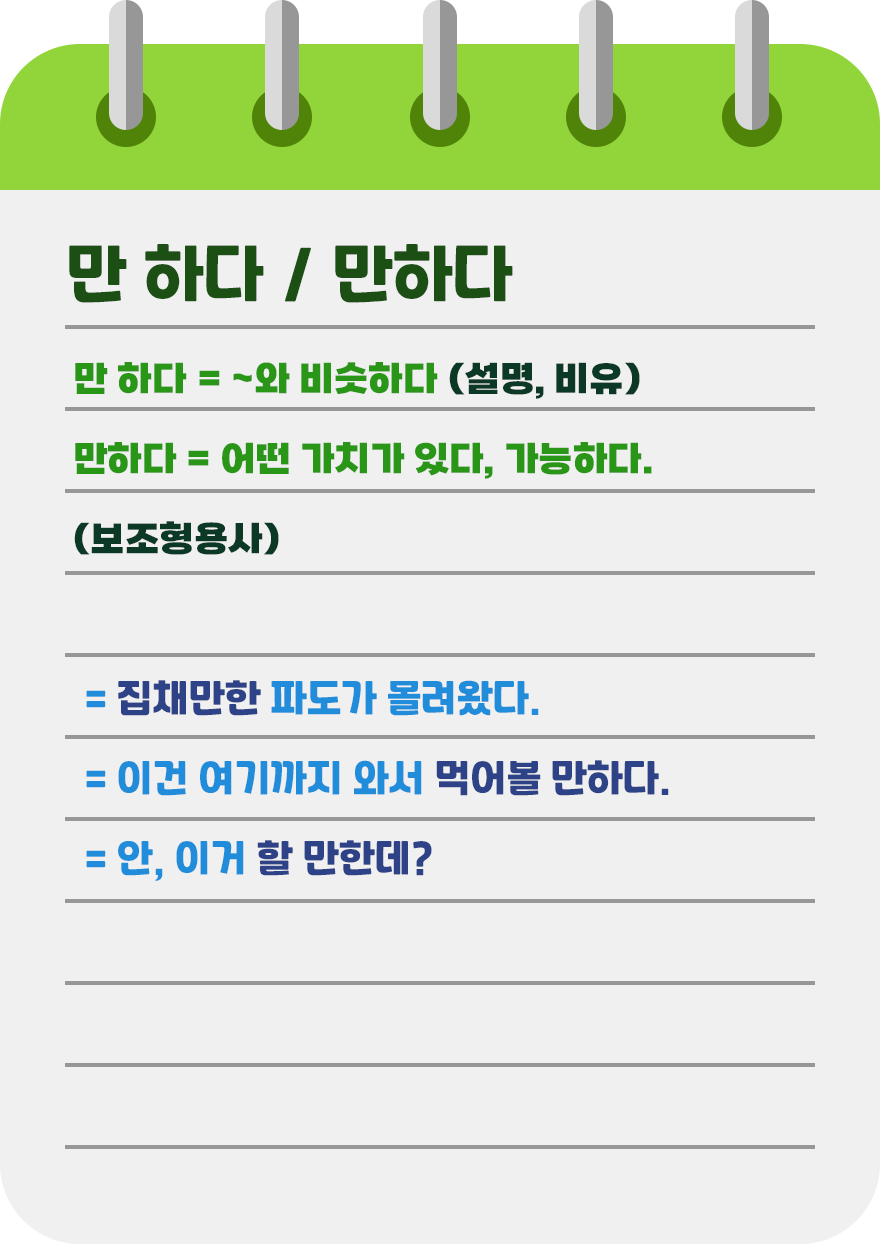 만 하다 / 만하다
만 하다 = ~와 비슷하다 (설명, 비유)
만하다 = 어떤 가치가 있다, 가능하다.
(보조형용사)
= 집채만한 파도가 몰려왔다.
= 이건 여기까지 와서 먹어볼 만하다.
= 안, 이거 할 만한데?